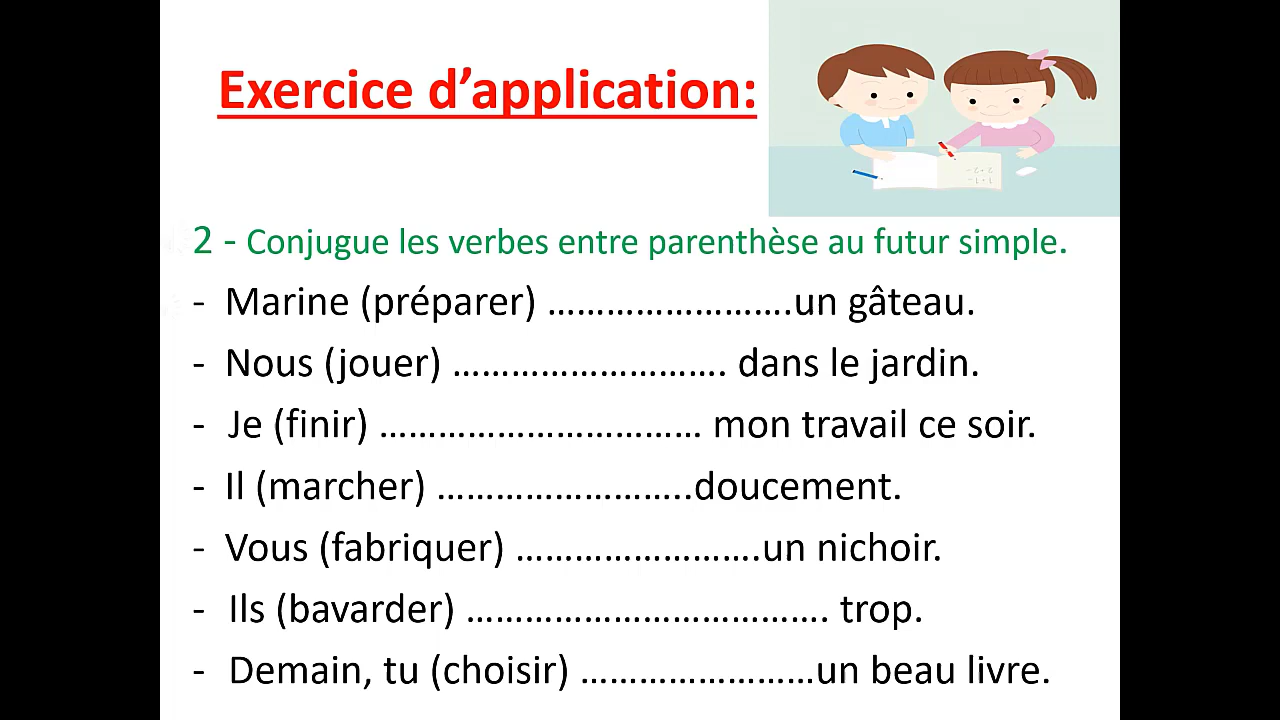 Exercice d’application:
2 - Conjugue les verbes entre parenthèse au futur simple.
- Marine (préparer) …………………….un gâteau.
- Nous (jouer) ………………………. dans le jardin.
- Je (finir) …………………………… mon travail ce soir.
- Il (marcher) ……………………..doucement.
- Vous (fabriquer) …………………….un nichoir.
- Ils (bavarder) ………………………………. trop.
- Demain, tu (choisir) ……………………un beau livre.